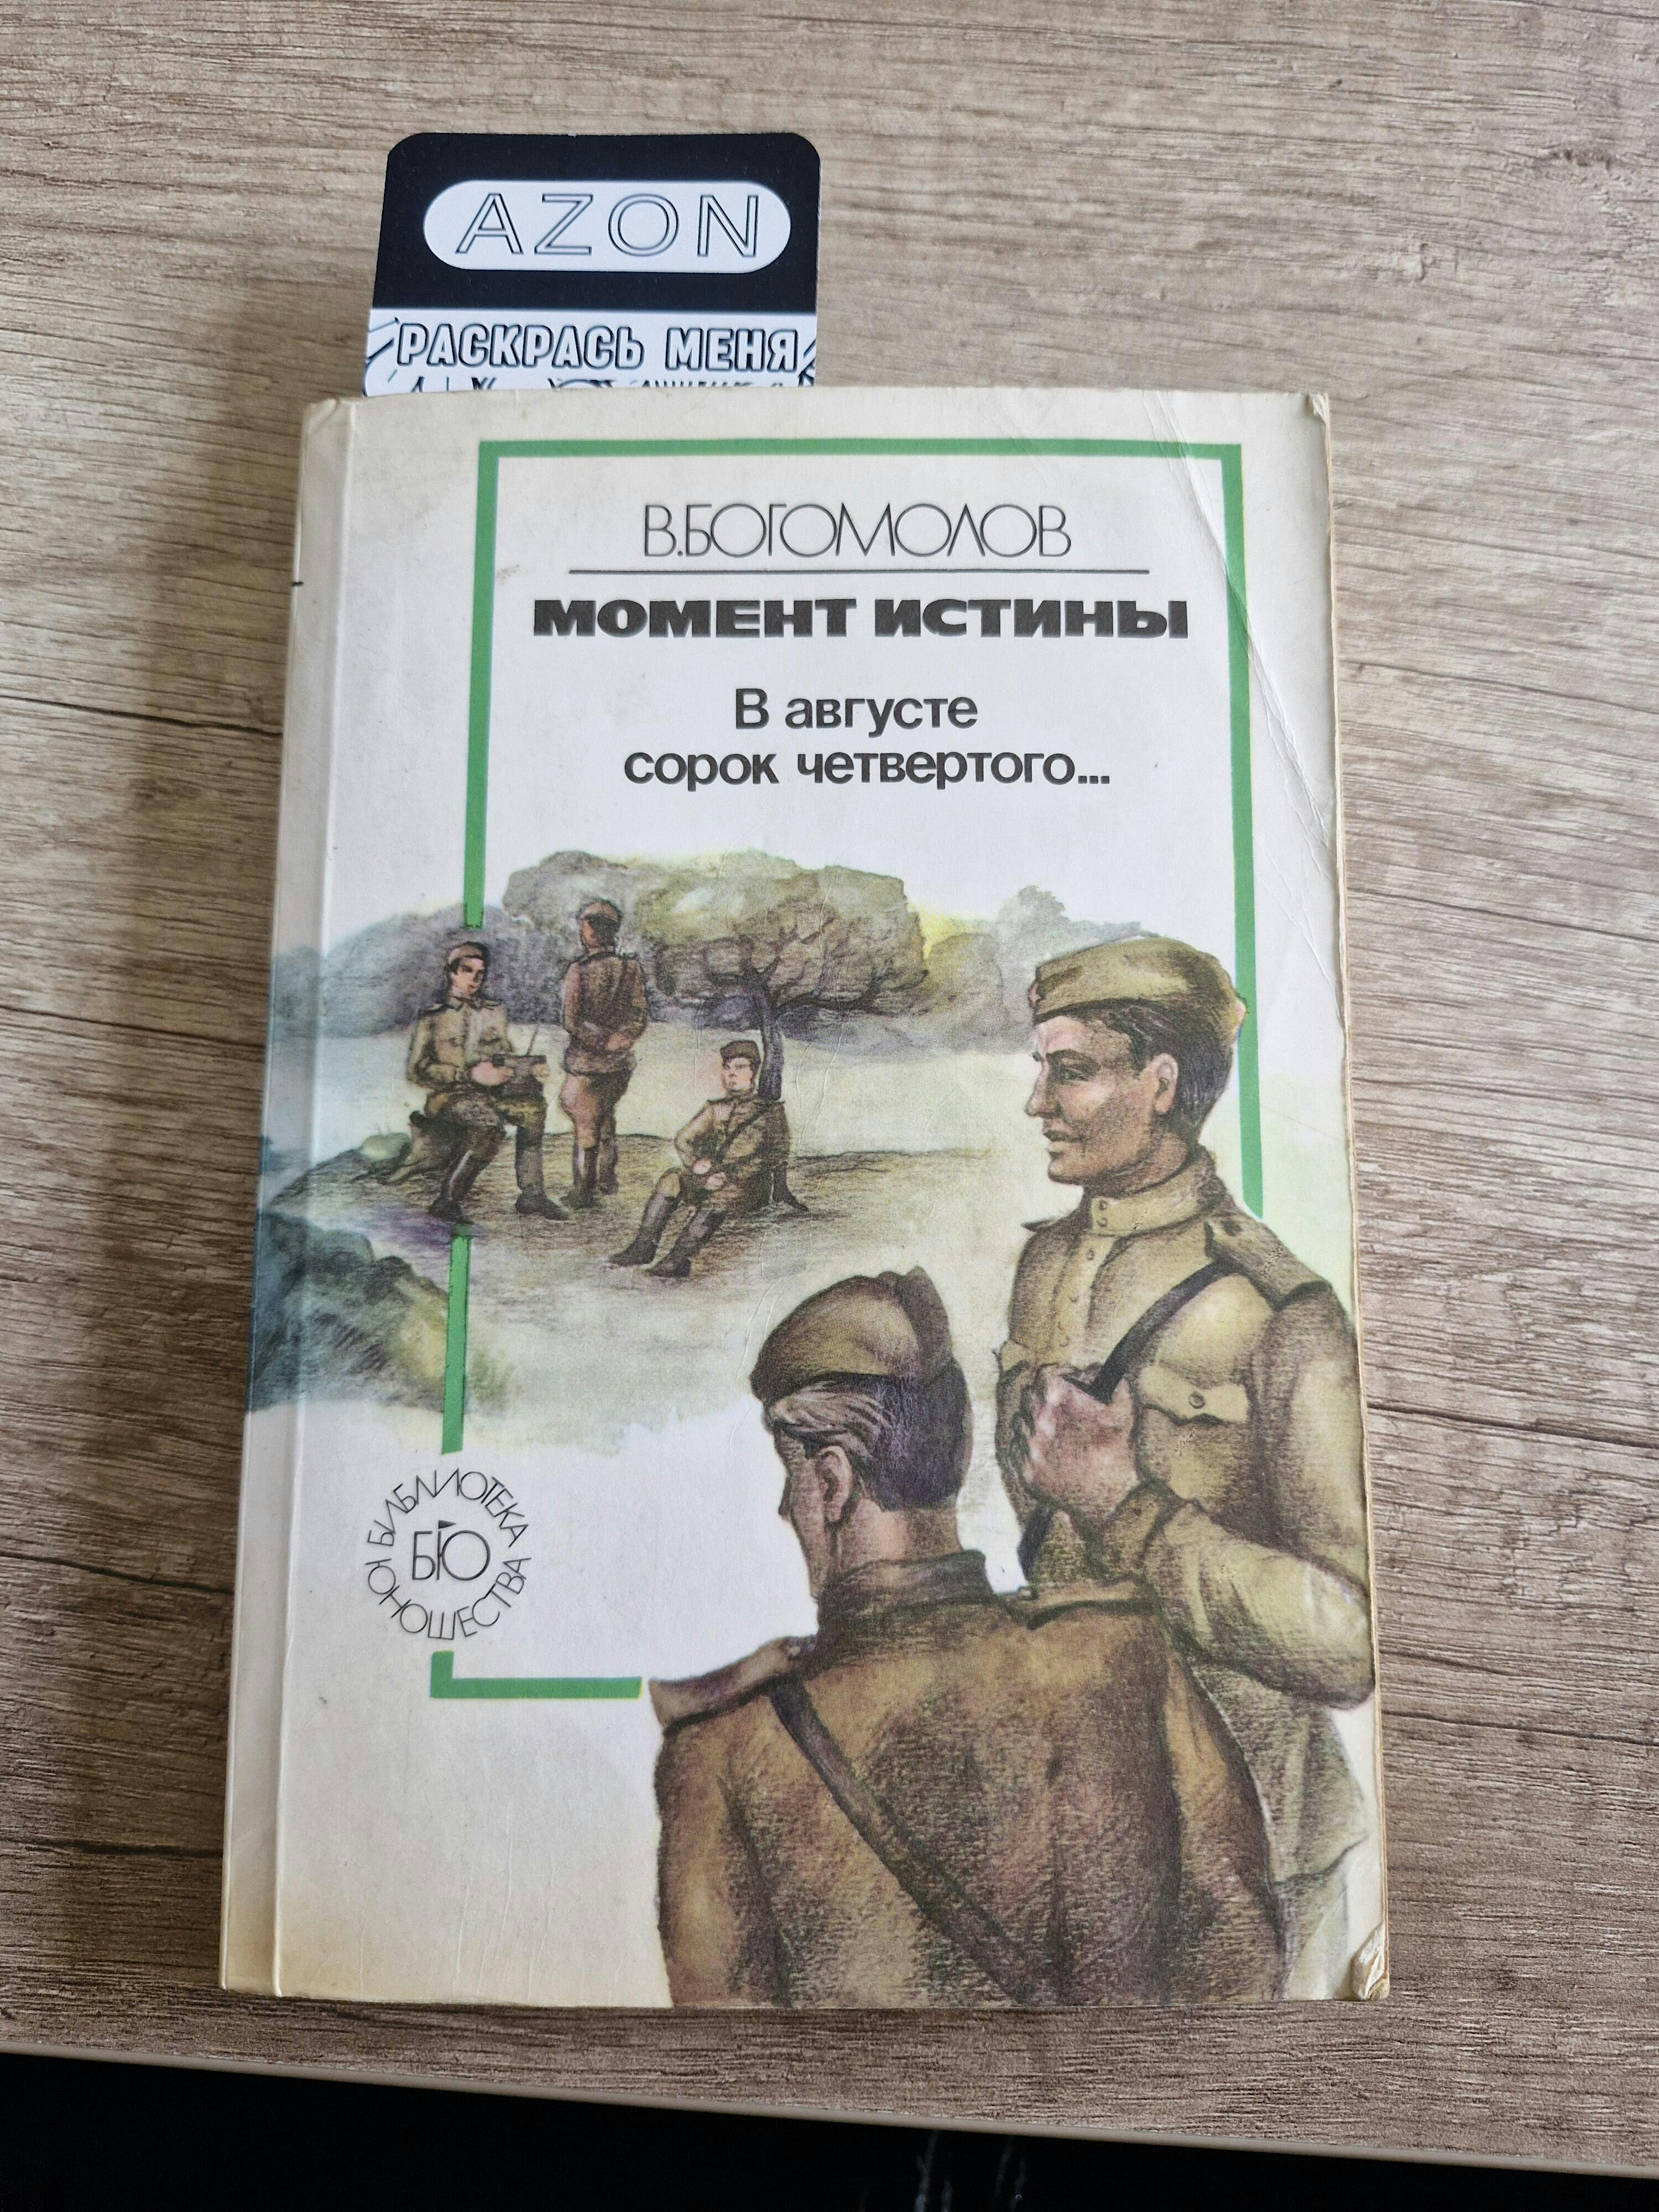 AZON
РАСКРАСЬ МЕНЯ
В.БОГОМОЛОВ
МОМЕНТ ИСТИНЫ
В августе
сорок четвертого...
БИБЛИОТЕКА
БЮ
ЮНОШЕСТВА